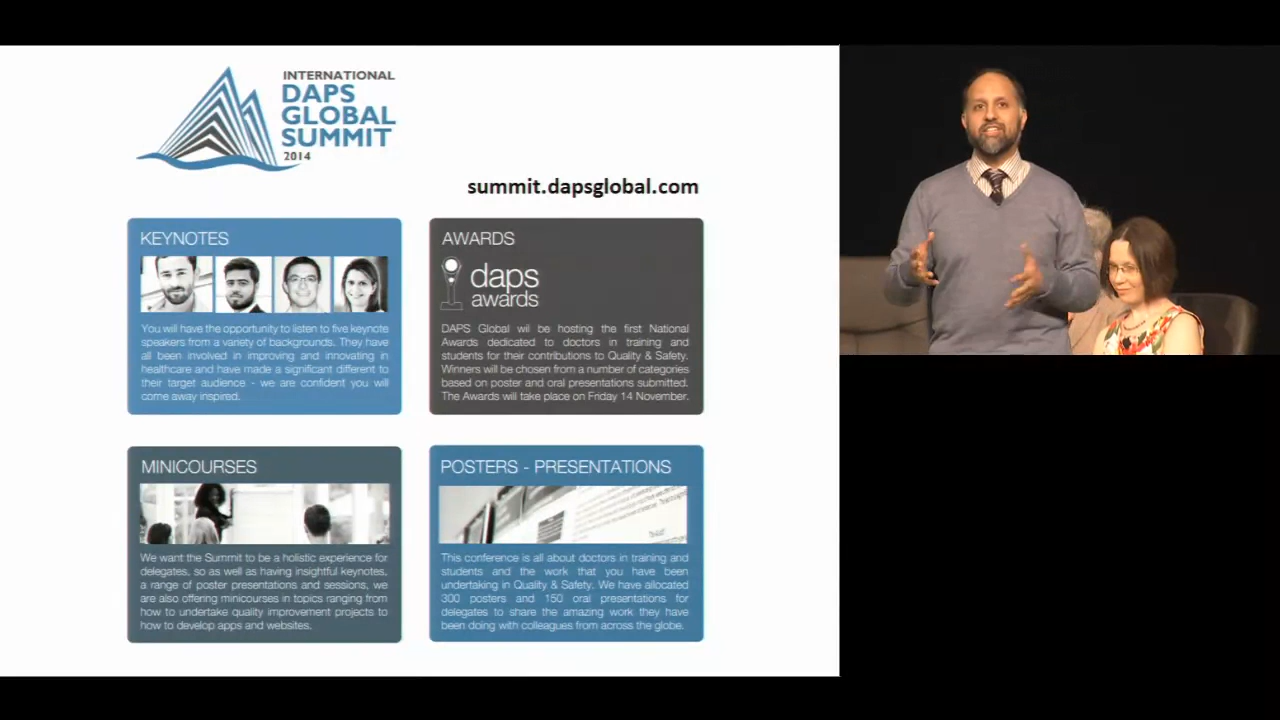 INTERNATIONAL
DAPS
GLOBAL
SUMMIT
2014
summit.dapsglobal.com
KEYNOTES
You will have the opportunity to listen to five keynote
speakers from a variety of backgrounds. They have
all been involved in improving and innovating in
healthcare and have made a significant different to
their target audience - we are confident you will
come away inspired.
AWARDS
daps
awards
DAPS Global wil be hosting the first National
Awards dedicated to doctors in training and
students for their contributions to Quality & Safety.
Winners will be chosen from a number of categories
based on poster and oral presentations submitted.
The Awards will take place on Friday 14 November.
MINICOURSES
We want the Summit to be a holistic experience for
delegates, so as well as having insightful keynotes,
a range of poster presentations and sessions, we
are also offering minicourses in topics ranging from
how to undertake quality improvement projects to
how to develop apps and websites.
POSTERS - PRESENTATIONS
This conference is all about doctors in training and
students and the work that you have been
undertaking in Quality & Safety. We have allocated
300 posters and 150 oral presentations for
delegates to share the amazing work they have
been doing with colleagues from across the globe.